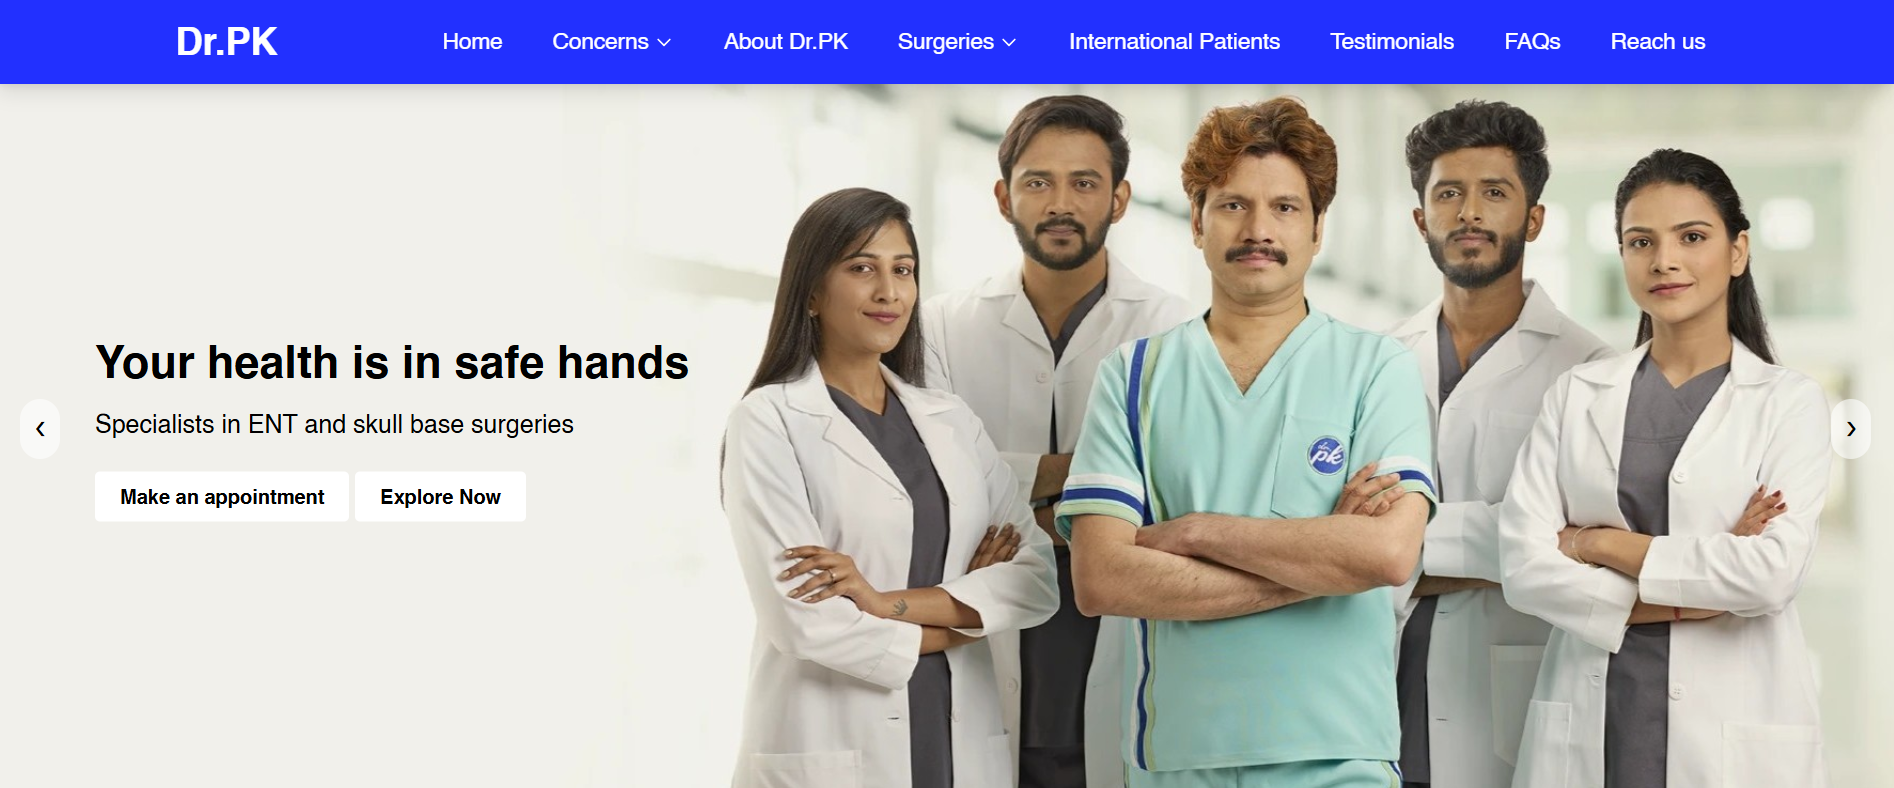 Dr.PK
Home Concerns About Dr.PK Surgeries International Patients Testimonials FAQs Reach us
Your health is in safe hands
Specialists in ENT and skull base surgeries
Make an appointment Explore Now
dr.
pk